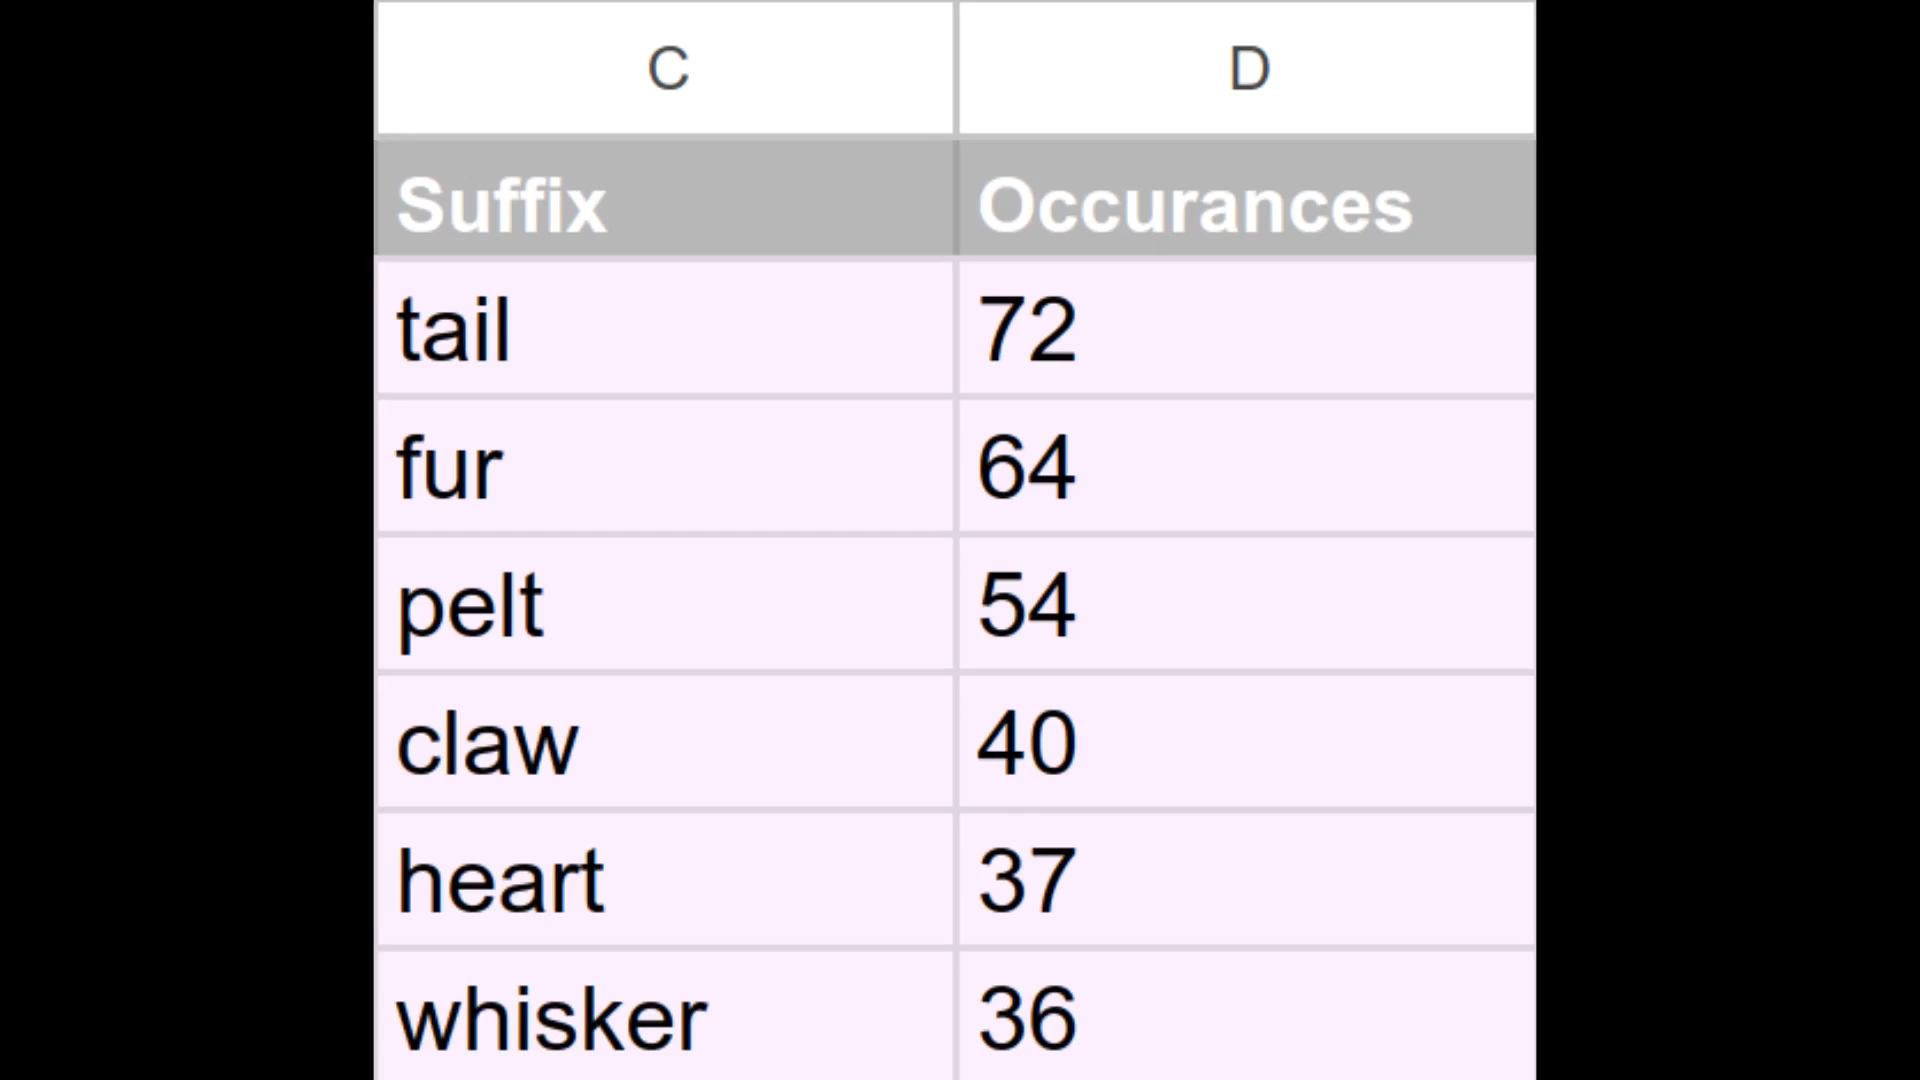 C D
Suffix Occurances
tail 72
fur 64
pelt 54
claw 40
heart 37
whisker 36